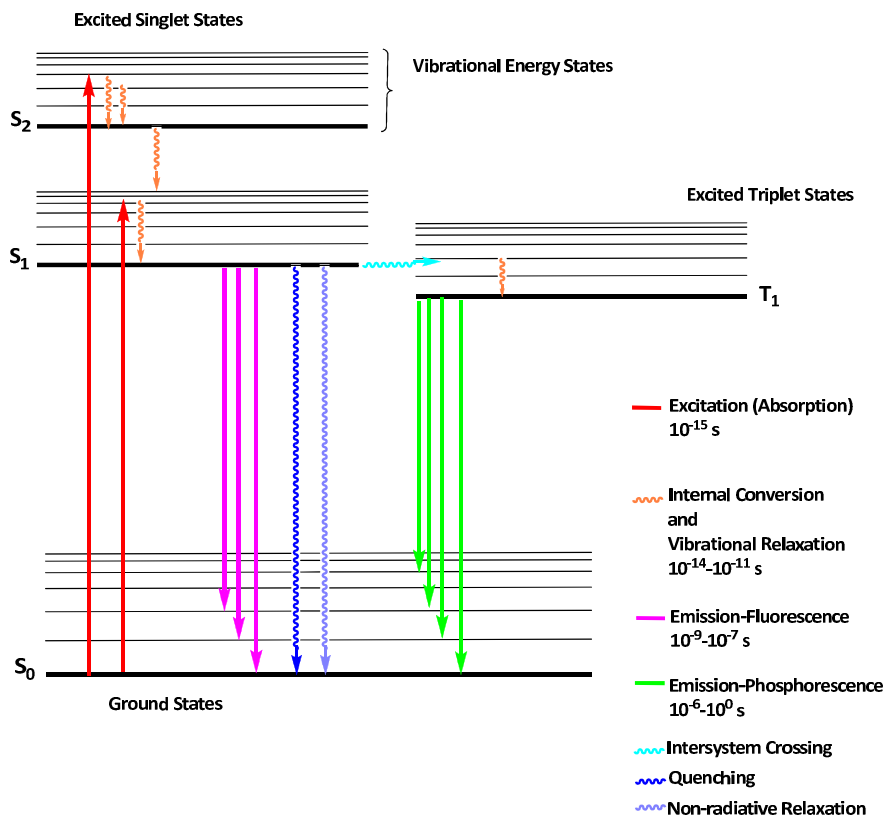 Excited Singlet States
Vibrational Energy States
S₂
Excited Triplet States
S₁
T₁
Excitation (Absorption)
10⁻¹⁵ s
Internal Conversion
and
Vibrational Relaxation
10⁻¹⁴-10⁻¹¹ s
Emission-Fluorescence
10⁻⁹-10⁻⁷ s
S₀
Emission-Phosphorescence
10⁻⁶-10⁰ s
Ground States
Intersystem Crossing
Quenching
Non-radiative Relaxation